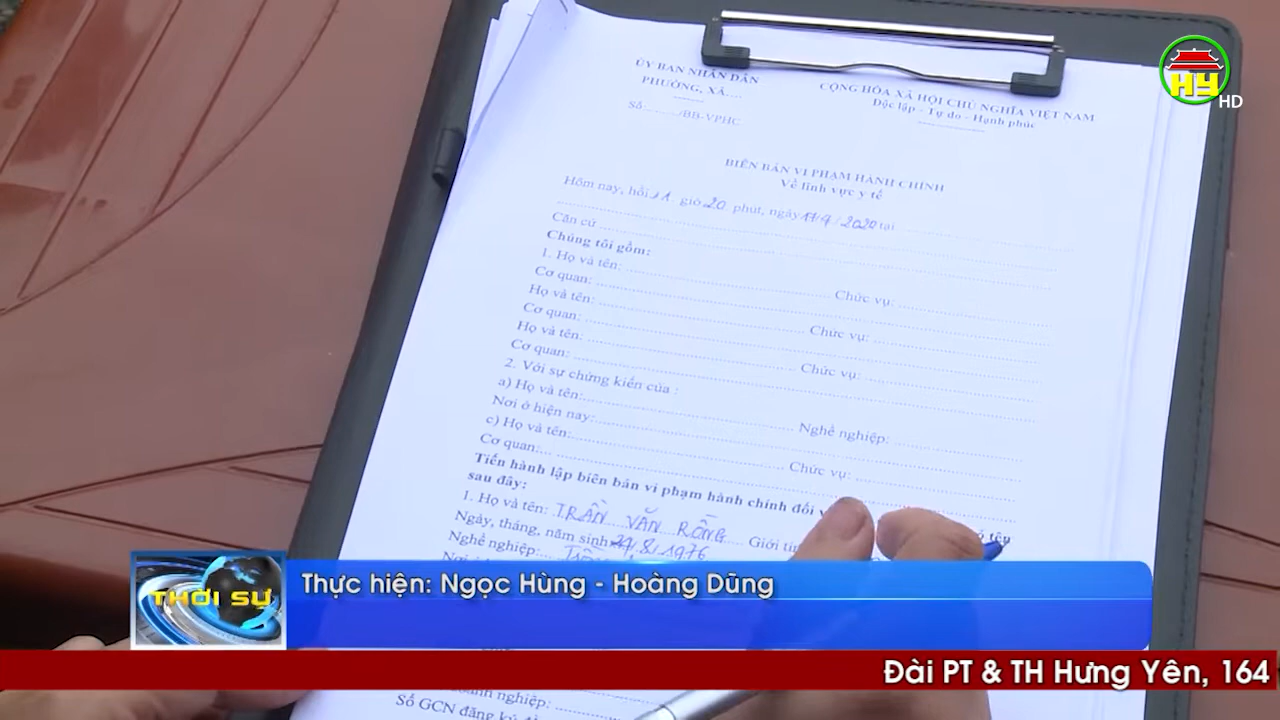 ỦY BAN NHÂN DÂN
PHƯỜNG, XÃ....
Số:........./BB-VPHC
CỘNG HÒA XÃ HỘI CHỦ NGHĨA VIỆT NAM
Độc lập - Tự do - Hạnh phúc
HY HD
BIÊN BẢN VI PHẠM HÀNH CHÍNH
Về lĩnh vực y tế
Hôm nay, hồi 11 giờ 20 phút, ngày 17/4/2020 tại
Căn cứ
Chúng tôi gồm:
1. Họ và tên: Chức vụ:
Cơ quan:
Họ và tên: Chức vụ:
Cơ quan:
Họ và tên: Chức vụ:
Cơ quan:
2. Với sự chứng kiến của :
a) Họ và tên: Nghề nghiệp:
Nơi ở hiện nay:
c) Họ và tên: Chức vụ:
Cơ quan:
Tiến hành lập biên bản vi phạm hành chính đối tên
sau đây:
1. Họ và tên: TRẦN VĂN RỒNG Giới
Ngày, tháng, năm sinh 29/8/1976
Nghề nghiệp:
THỜI SỰ
Thực hiện: Ngọc Hùng - Hoàng Dũng
Đài PT & TH Hưng Yên, 164
nghiệp:
Số GCN đăng ký